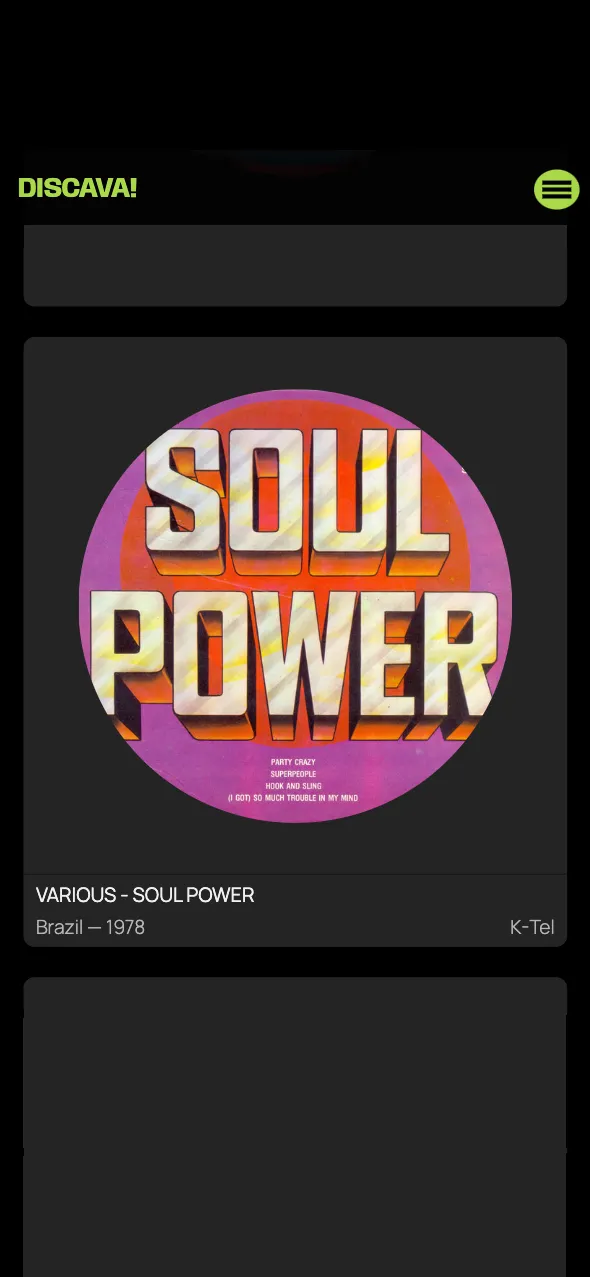 DISCAVA!
SOUL
POWER
PARTY CRAZY
SUPERPEOPLE
HOOK AND SLING
(I GOT) SO MUCH TROUBLE IN MY MIND
VARIOUS - SOUL POWER
Brazil — 1978
K-Tel